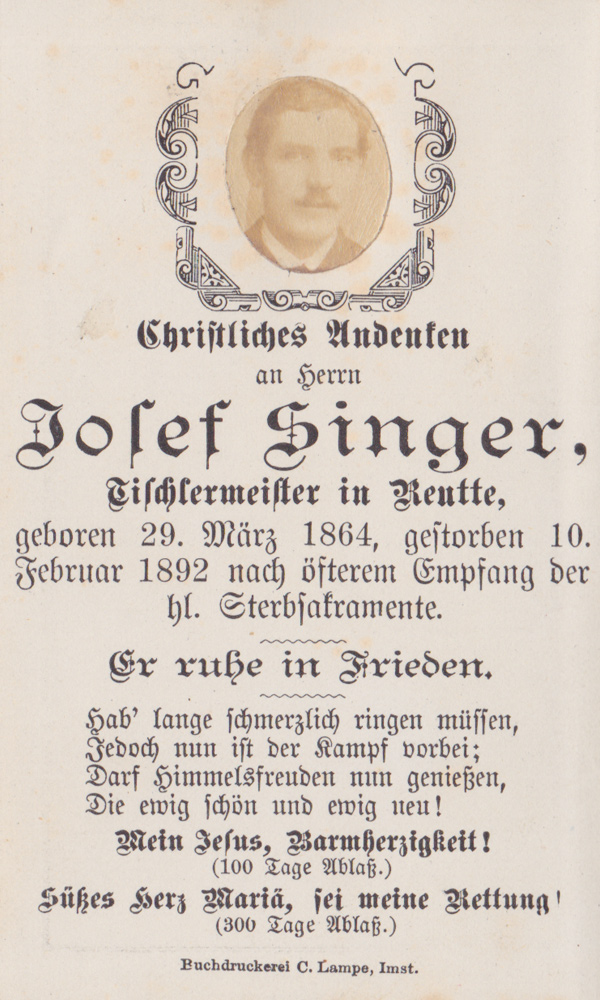 Christliches Andenken
an Herrn
Josef Singer,
Tischlermeister in Reutte,
geboren 29. März 1864, gestorben 10.
Februar 1892 nach öfterem Empfang der
hl. Sterbsakramente.
Er ruhe in Frieden.
Hab' lange schmerzlich ringen müssen,
Jedoch nun ist der Kampf vorbei;
Darf Himmelsfreuden nun genießen,
Die ewig schön und ewig neu!
Mein Jesus, Barmherzigkeit!
(100 Tage Ablaß.)
Süßes Herz Mariä, sei meine Rettung!
(300 Tage Ablaß.)
Buchdruckerei C. Lampe, Imst.